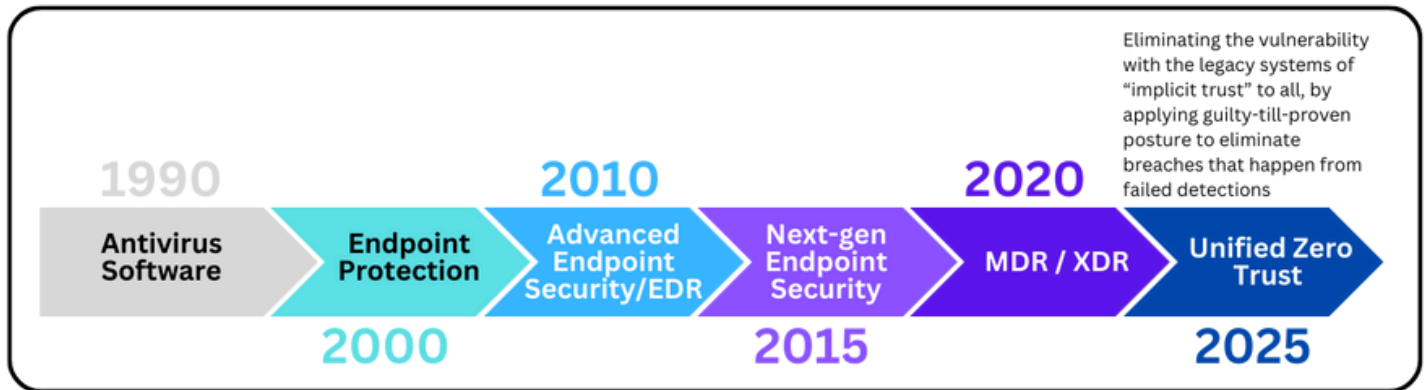 Eliminating the vulnerability
with the legacy systems of
“implicit trust” to all, by
applying guilty-till-proven
posture to eliminate
breaches that happen from
failed detections
1990
2010
2020
Antivirus
Software
Endpoint
Protection
Advanced
Endpoint
Security/EDR
Next-gen
Endpoint
Security
MDR / XDR
Unified Zero
Trust
2000
2015
2025